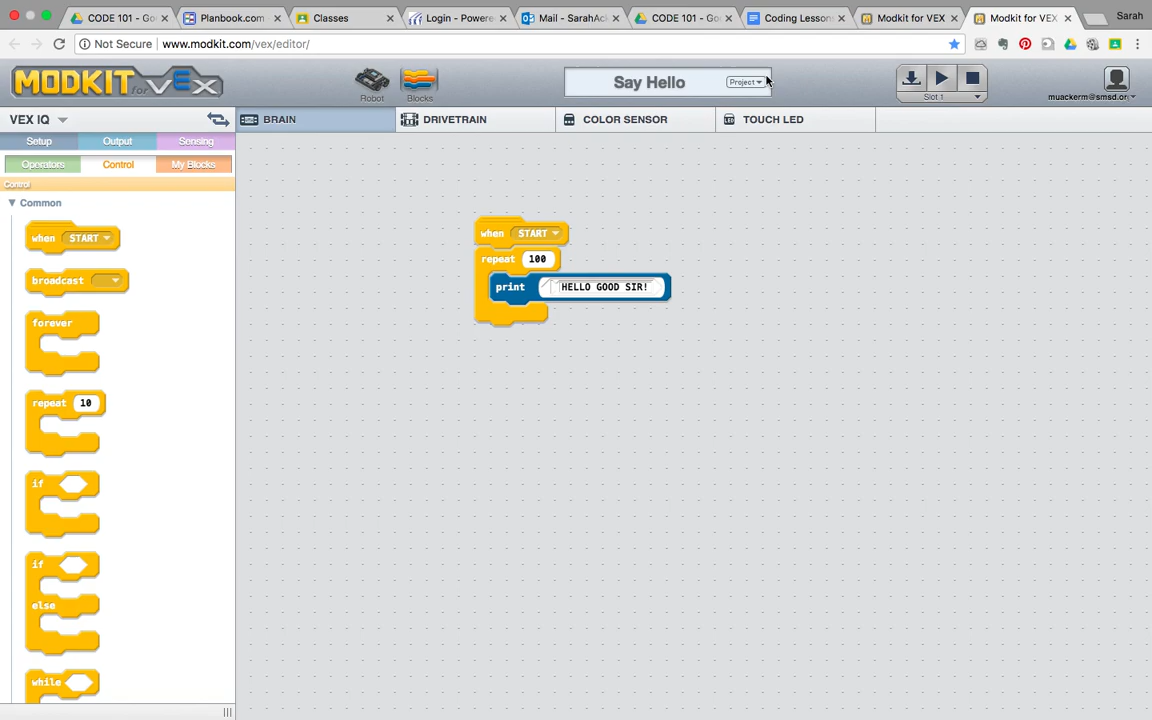 CODE 101 - Go
Planbook.com
Classes
Login - Powere
Mail - SarahAc
CODE 101 - Go
Coding Lesson
Modkit for VEX
Modkit for VEX
Sarah
Not Secure
www.modkit.com/vex/editor/
MODKIT for VEX
Robot
Blocks
Say Hello
Project
Slot 1
muackerm@smsd.or
VEX IQ
BRAIN
DRIVETRAIN
COLOR SENSOR
TOUCH LED
Setup
Output
Sensing
Operators
Control
My Blocks
Control
Common
when START
broadcast
forever
repeat 10
if
if
else
while
when START
repeat 100
print HELLO GOOD SIR!